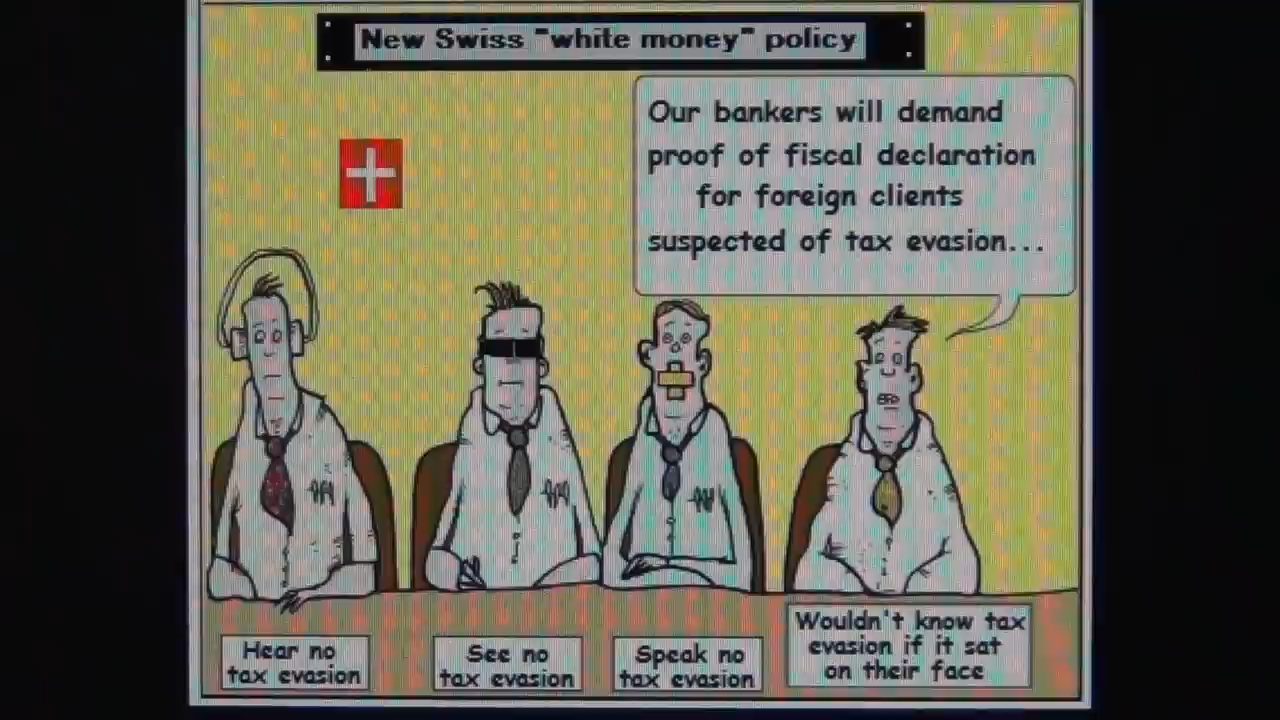 New Swiss "white money" policy
Our bankers will demand
proof of fiscal declaration
for foreign clients
suspected of tax evasion...
Hear no
tax evasion
See no
tax evasion
Speak no
tax evasion
Wouldn't know tax
evasion if it sat
on their face